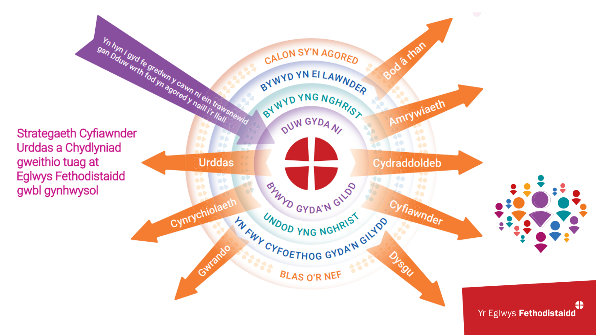 Yn hyn i gyd fe gredwn y cawn ni ein trawsnewid
gan Dduw wrth fod yn agored y naill i'r llall
CALON SY'N AGORED
BYWYD YN EI LAWNDER
BYWYD YNG NGHRIST
DUW GYDA NI
BYWYD GYDA'N GILYDD
UNDOD YNG NGHRIST
YN FWY CYFOETHOG GYDA'N GILYDD
BLAS O'R NEF
Bod â rhan
Amrywiaeth
Cydraddoldeb
Cyfiawnder
Dysgu
Gwrando
Cynrychiolaeth
Urddas
Strategaeth Cyfiawnder
Urddas a Chydlyniad
gweithio tuag at
Eglwys Fethodistaidd
gwbl gynhwysol
Yr Eglwys Fethodistaidd